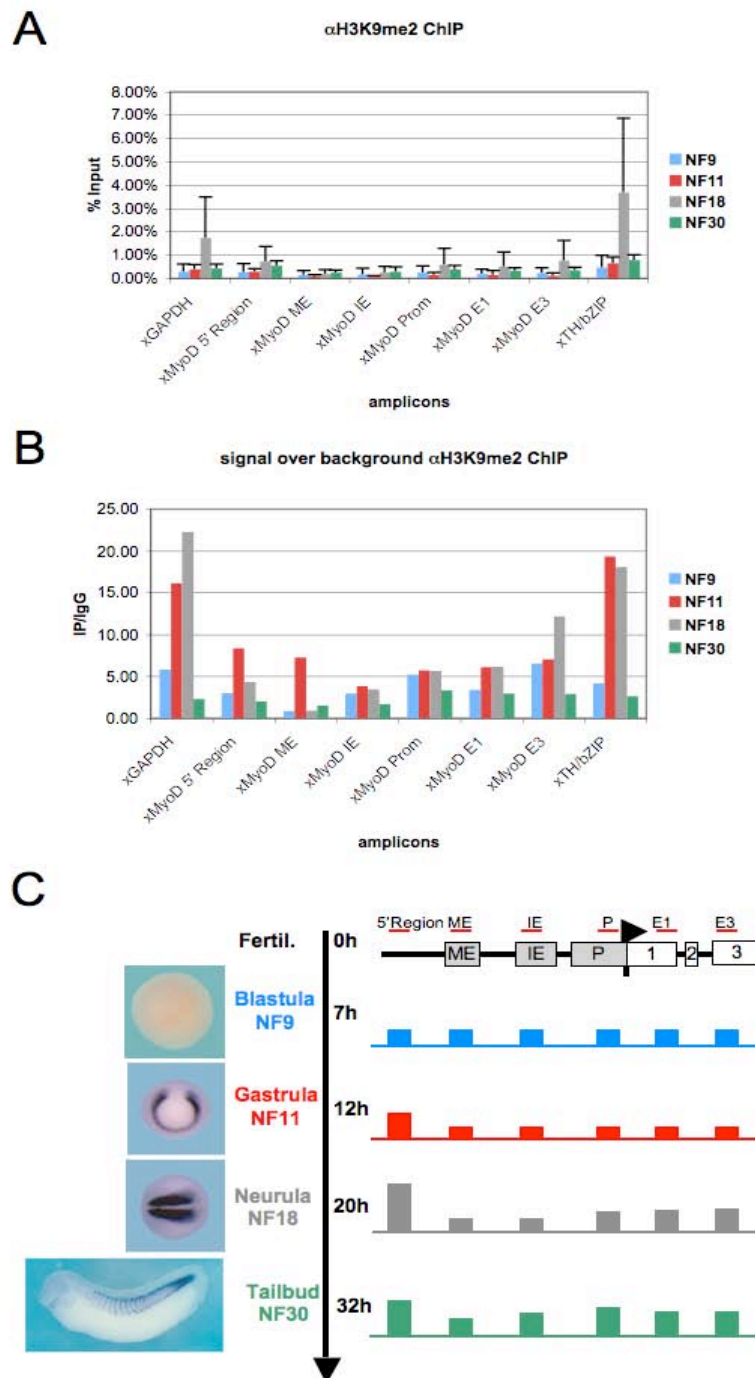 A
αH3K9me2 ChIP
8.00%
7.00%
6.00%
5.00%
4.00%
3.00%
2.00%
1.00%
0.00%
% Input
NF9
NF11
NF18
NF30
xGAPDH
xMyoD 5' Region
xMyoD ME
xMyoD IE
xMyoD Prom
xMyoD E1
xMyoD E3
xTH/bZIP
amplicons
B
signal over background αH3K9me2 ChIP
25.00
20.00
15.00
10.00
5.00
0.00
IP/IgG
NF9
NF11
NF18
NF30
xGAPDH
xMyoD 5' Region
xMyoD ME
xMyoD IE
xMyoD Prom
xMyoD E1
xMyoD E3
xTH/bZIP
amplicons
C
5'Region ME IE P E1 E3
Fertil. 0h
ME IE P 1 2 3
Blastula
NF9
7h
Gastrula
NF11
12h
Neurula
NF18
20h
Tailbud
NF30
32h